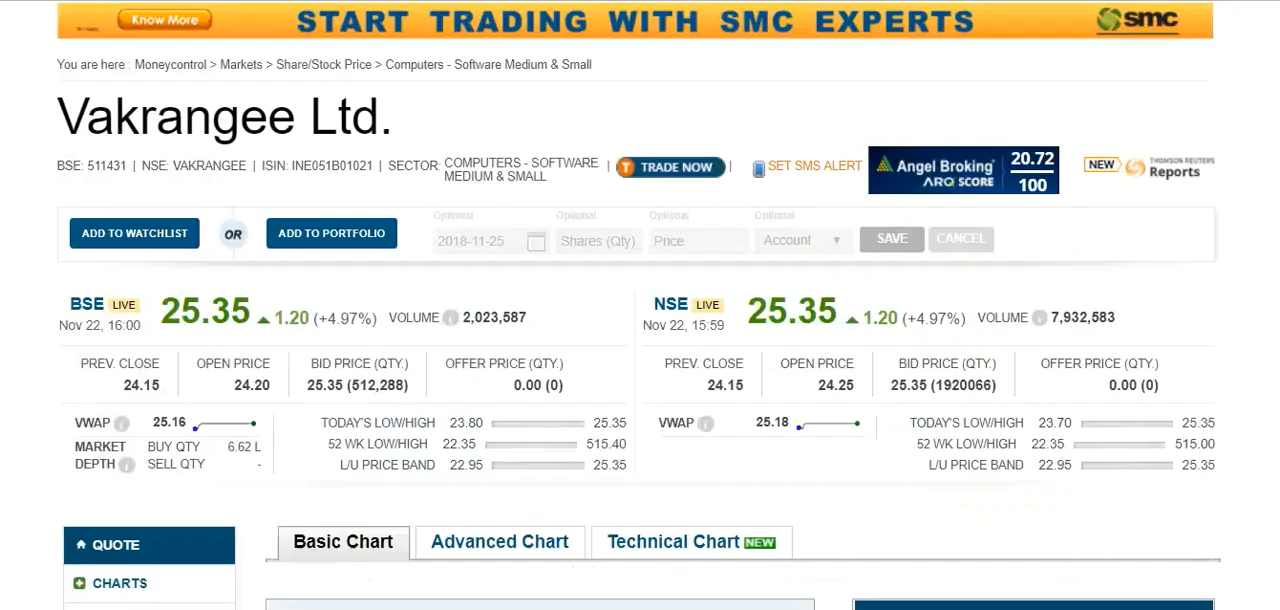 Know More START TRADING WITH SMC EXPERTS smc
You are here : Moneycontrol > Markets > Share/Stock Price > Computers - Software Medium & Small
Vakrangee Ltd.
BSE: 511431 | NSE: VAKRANGEE | ISIN: INE051B01021 | SECTOR: COMPUTERS - SOFTWARE MEDIUM & SMALL | T TRADE NOW | SET SMS ALERT
Angel Broking ARQ SCORE 20.72 100
NEW THOMSON REUTERS Reports
ADD TO WATCHLIST OR ADD TO PORTFOLIO
Optional Optional Optional Optional
2018-11-25 Shares (Qty) Price Account ▼ SAVE CANCEL
BSE LIVE 25.35 ▲ 1.20 (+4.97%) VOLUME i 2,023,587
Nov 22, 16:00
PREV. CLOSE OPEN PRICE BID PRICE (QTY.) OFFER PRICE (QTY.)
24.15 24.20 25.35 (512,288) 0.00 (0)
VWAP i 25.16
MARKET DEPTH i BUY QTY 6.62 L
SELL QTY -
TODAY'S LOW/HIGH 23.80 25.35
52 WK LOW/HIGH 22.35 515.40
L/U PRICE BAND 22.95 25.35
NSE LIVE 25.35 ▲ 1.20 (+4.97%) VOLUME i 7,932,583
Nov 22, 15:59
PREV. CLOSE OPEN PRICE BID PRICE (QTY.) OFFER PRICE (QTY.)
24.15 24.25 25.35 (1920066) 0.00 (0)
VWAP i 25.18
TODAY'S LOW/HIGH 23.70 25.35
52 WK LOW/HIGH 22.35 515.00
L/U PRICE BAND 22.95 25.35
QUOTE
CHARTS
Basic Chart Advanced Chart Technical Chart NEW